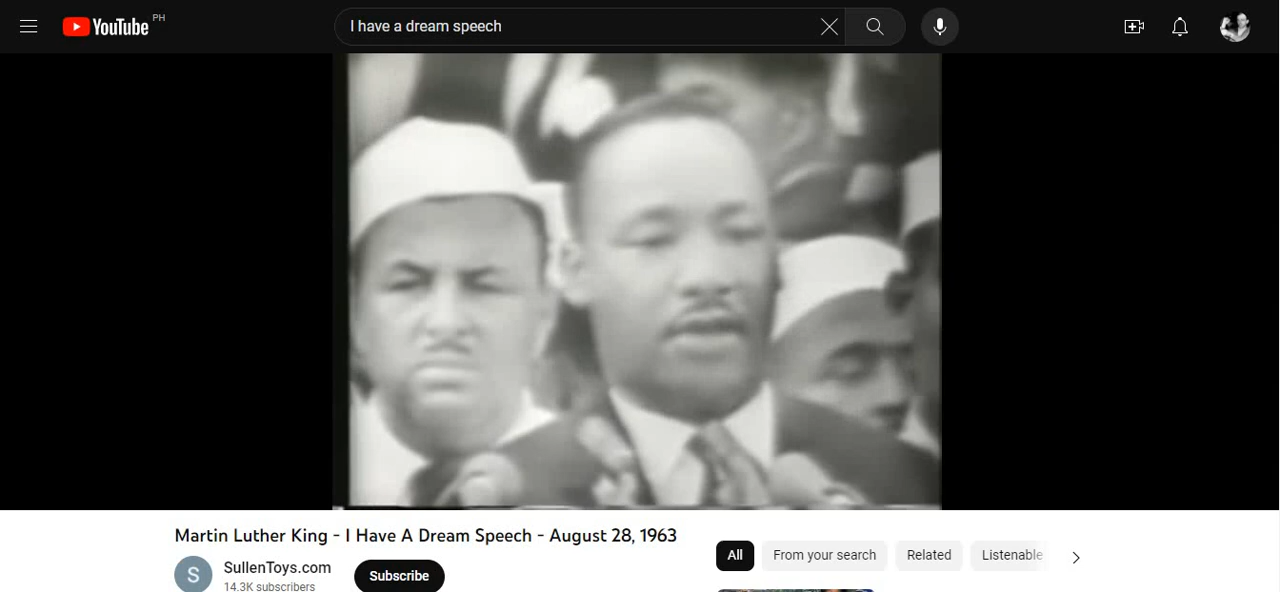 YouTube PH
I have a dream speech
Martin Luther King - I Have A Dream Speech - August 28, 1963
S
SullenToys.com
14.3K subscribers
Subscribe
All
From your search
Related
Listenable